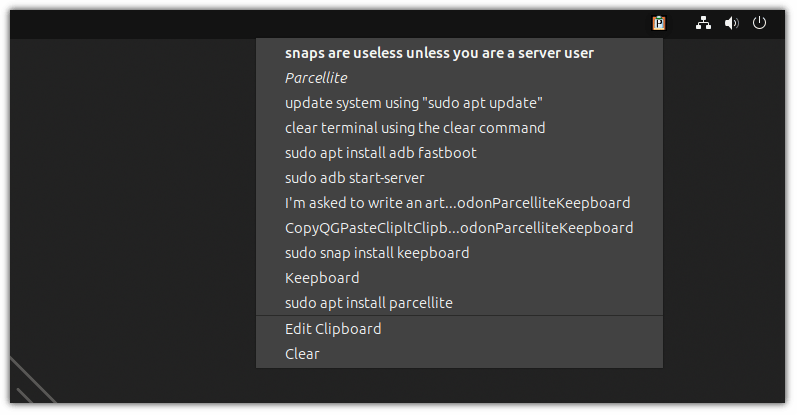 P
snaps are useless unless you are a server user
Parcellite
update system using "sudo apt update"
clear terminal using the clear command
sudo apt install adb fastboot
sudo adb start-server
I'm asked to write an art...odonParcelliteKeepboard
CopyQGPasteClipltClipb...odonParcelliteKeepboard
sudo snap install keepboard
Keepboard
sudo apt install parcellite
Edit Clipboard
Clear